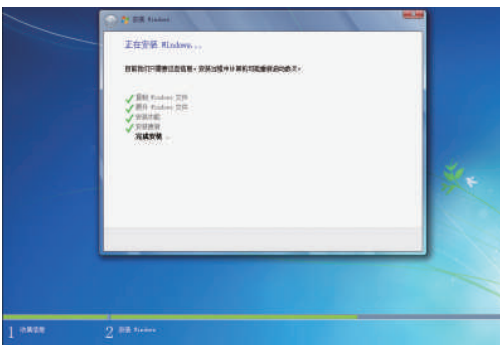 安装 Windows
正在安装 Windows...
目前我们只需要这些信息。安装过程中计算机可能重新启动数次。
复制 Windows 文件
展开 Windows 文件
安装功能
安装更新
完成安装 ..
1 收集信息
2 安装 Windows